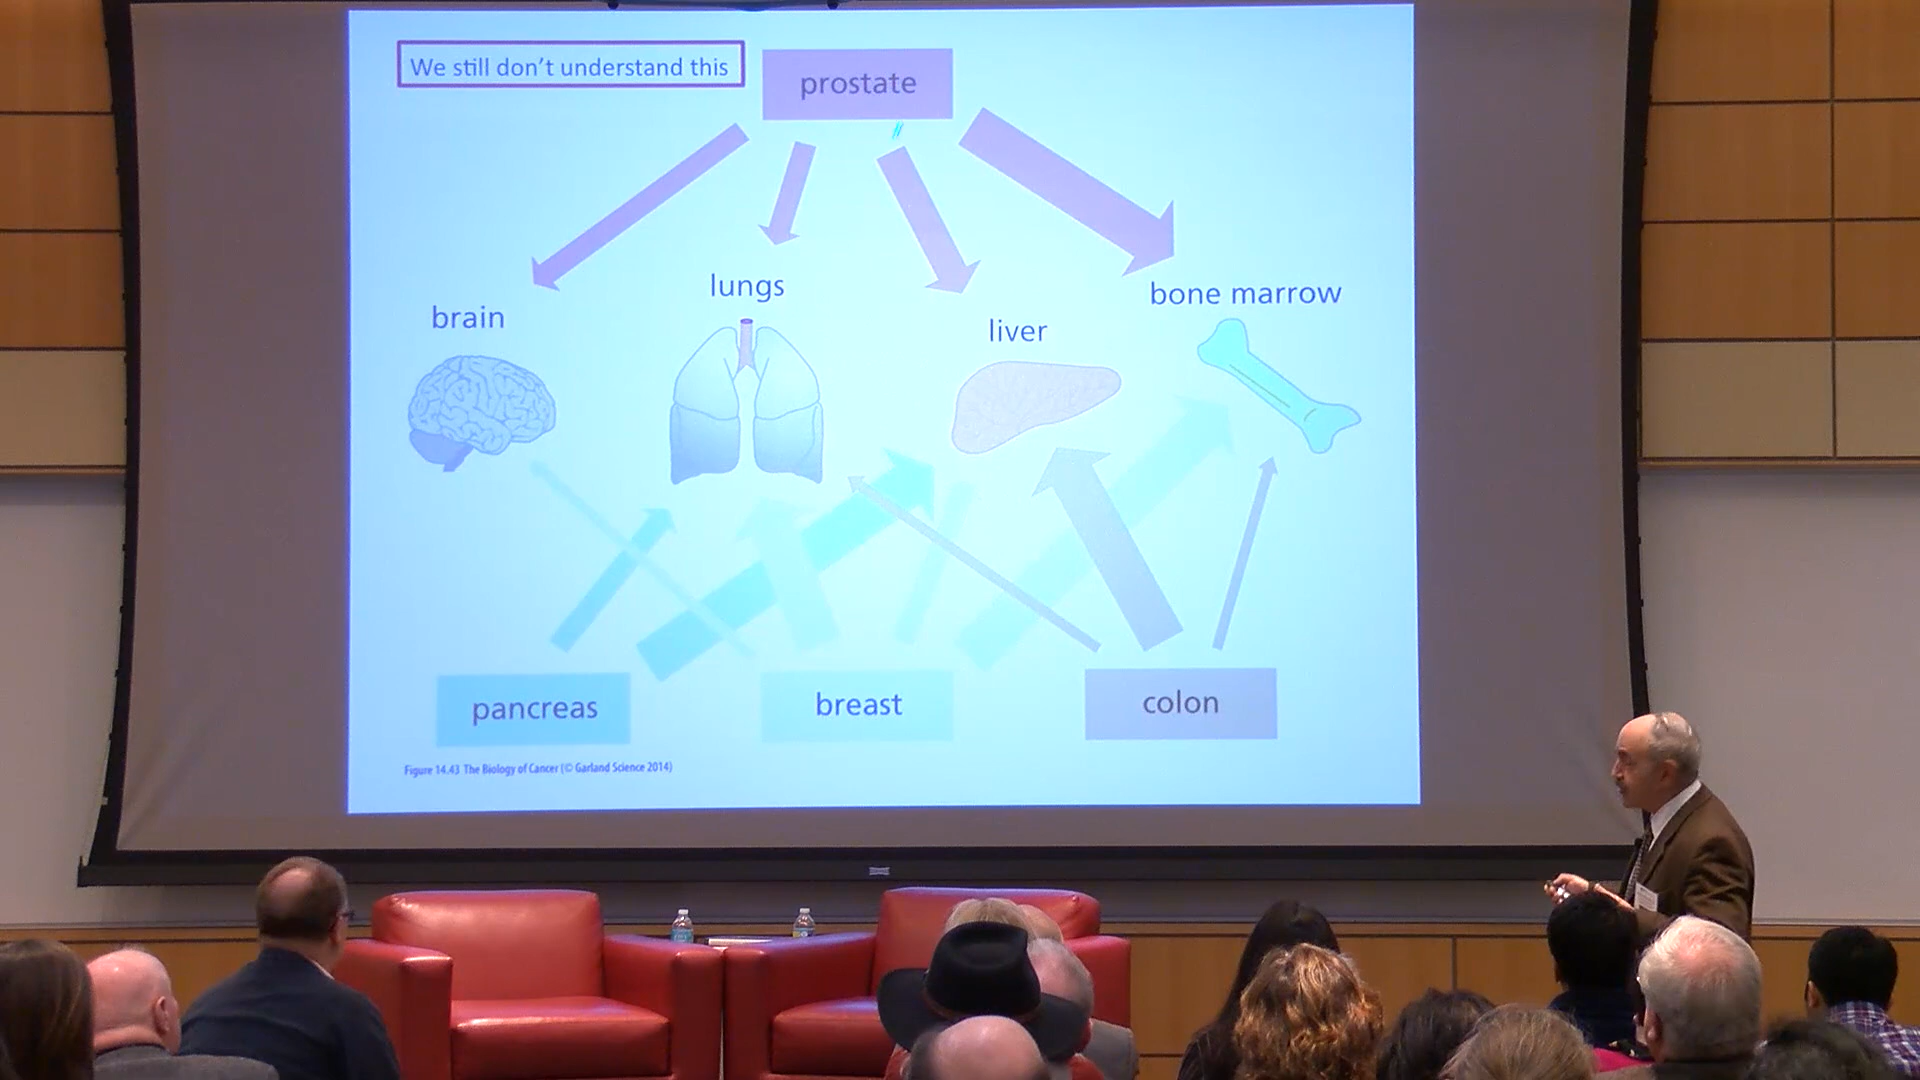 We still don't understand this
prostate
lungs
bone marrow
brain
liver
pancreas
breast
colon
Figure 14.43 The Biology of Cancer (© Garland Science 2014)